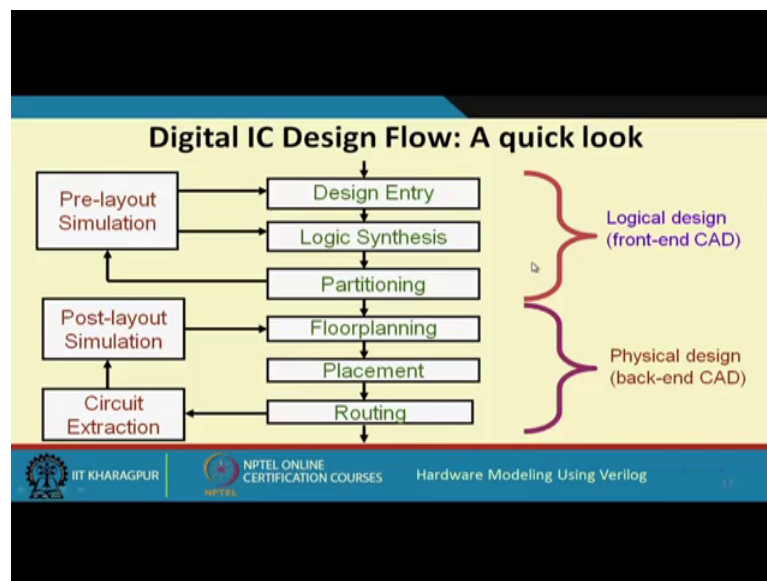 Digital IC Design Flow: A quick look
Pre-layout
Simulation
Design Entry
Logic Synthesis
Partitioning
Logical design
(front-end CAD)
Post-layout
Simulation
Floorplanning
Placement
Circuit
Extraction
Routing
Physical design
(back-end CAD)
IIT KHARAGPUR
NPTEL
NPTEL ONLINE
CERTIFICATION COURSES
Hardware Modeling Using Verilog
17